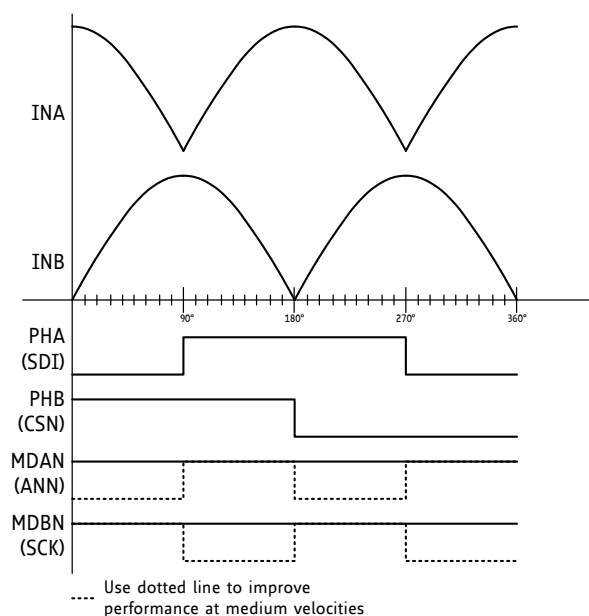 INA
INB
90° 180° 270° 360°
PHA
(SDI)
PHB
(CSN)
MDAN
(ANN)
MDBN
(SCK)
Use dotted line to improve
performance at medium velocities